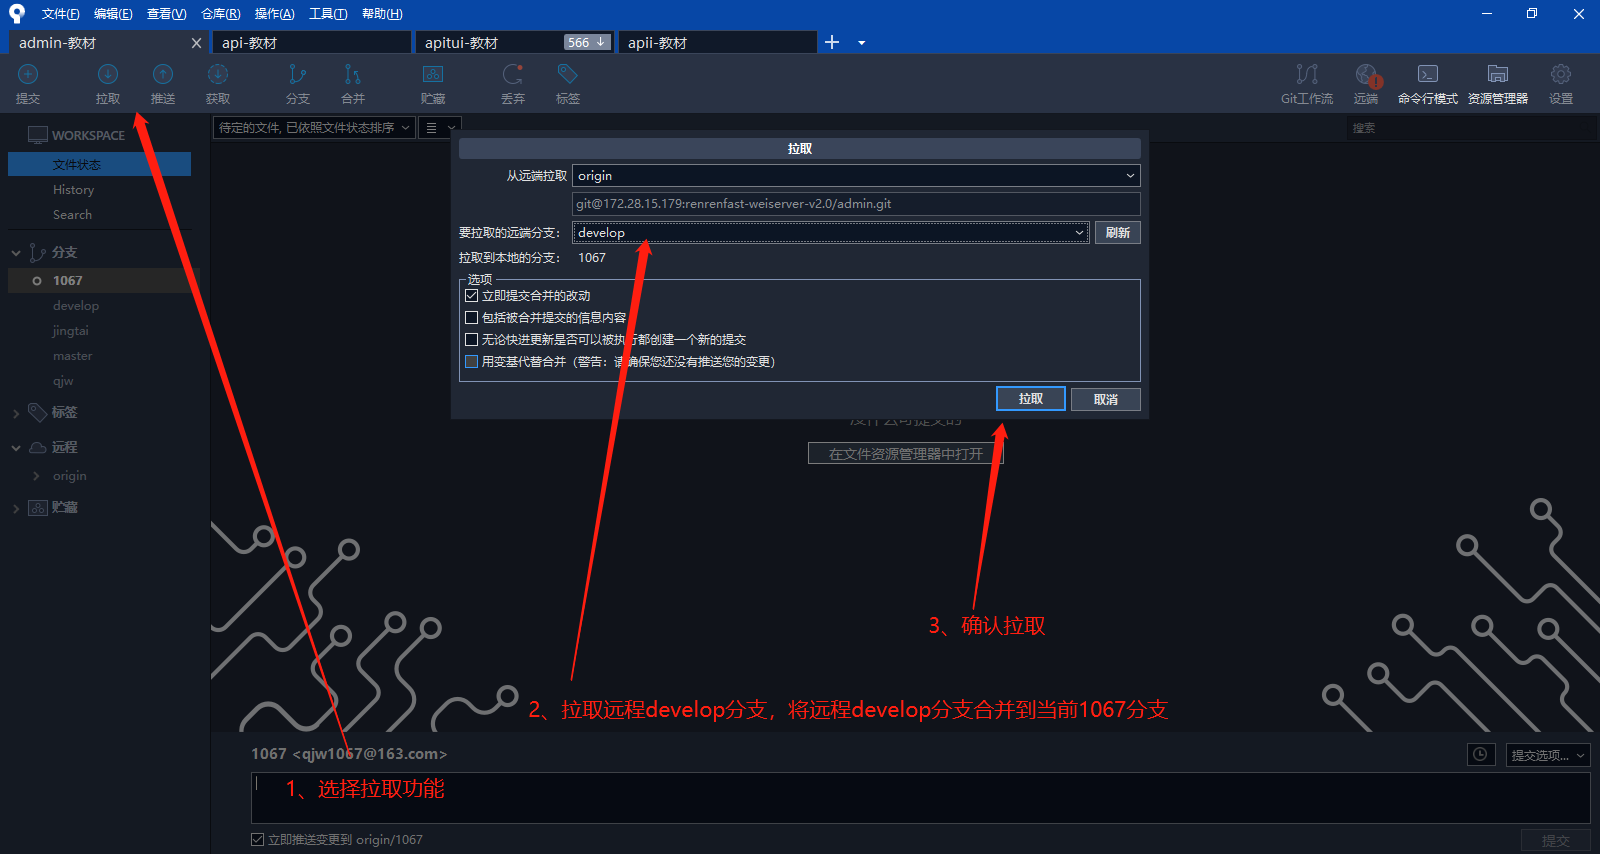 文件(F) 编辑(E) 查看(V) 仓库(R) 操作(A) 工具(T) 帮助(H)
admin-教材 api-教材 apitui-教材 566 apii-教材
提交 拉取 推送 获取 分支 合并 贮藏 丢弃 标签 Git工作流 远端 命令行模式 资源管理器 设置
WORKSPACE
文件状态
History
Search
分支
1067
develop
jingtai
master
qjw
标签
远程
origin
贮藏
待定的文件, 已依照文件状态排序
搜索
拉取
从远端拉取 origin
git@172.28.15.179:renrenfast-weiserver-v2.0/admin.git
要拉取的远端分支： develop 刷新
拉取到本地的分支： 1067
选项
立即提交合并的改动
包括被合并提交的信息内容
无论快进更新是否可以被执行都创建一个新的提交
用变基代替合并（警告：请确保您还没有推送您的变更）
拉取 取消
没什么可提交的
在文件资源管理器中打开
3、确认拉取
2、拉取远程develop分支，将远程develop分支合并到当前1067分支
1067 <qjw1067@163.com>
提交选项...
1、选择拉取功能
立即推送变更到 origin/1067
提交